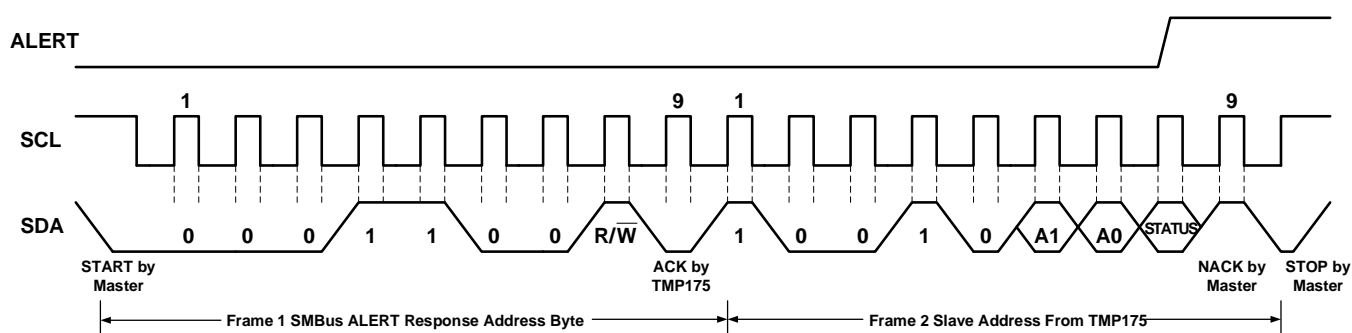 ALERT
1 9 1 9
SCL
SDA
0 0 0 1 1 0 0 R/W 1 0 0 1 0 A1 A0 STATUS
START by Master
ACK by TMP175
NACK by Master
STOP by Master
Frame 1 SMBus ALERT Response Address Byte
Frame 2 Slave Address From TMP175